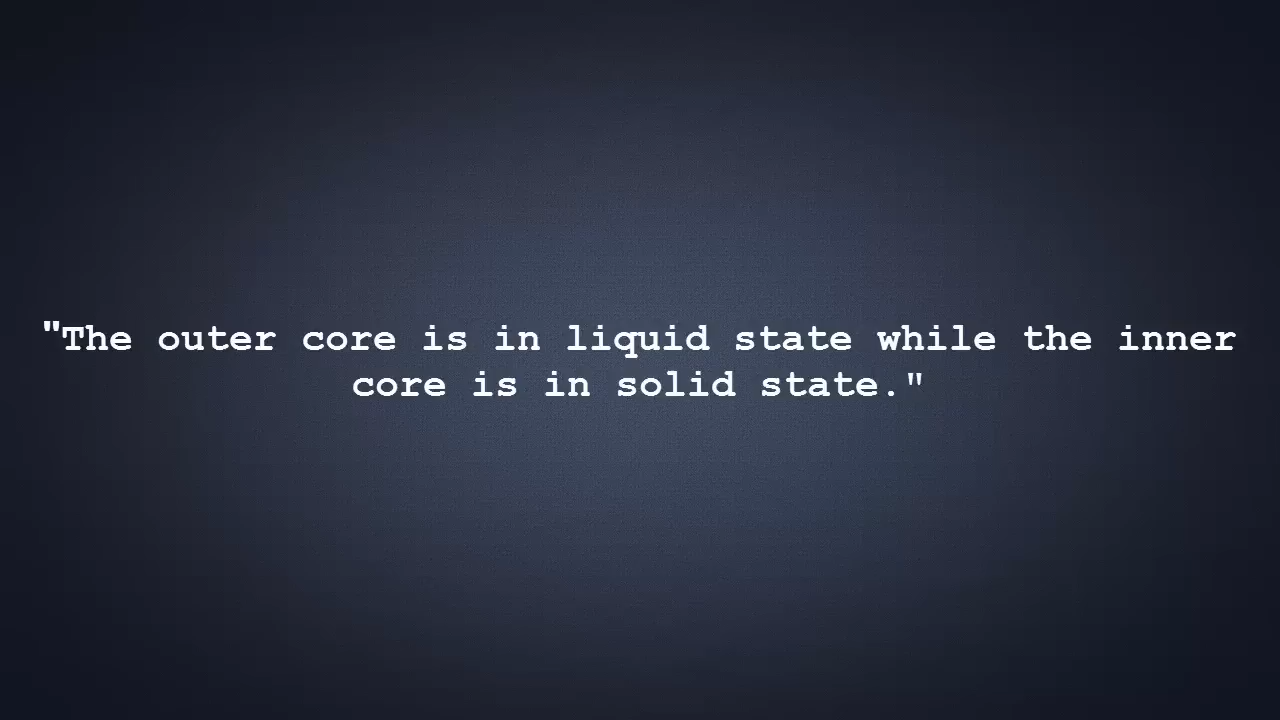 "The outer core is in liquid state while the inner
core is in solid state."